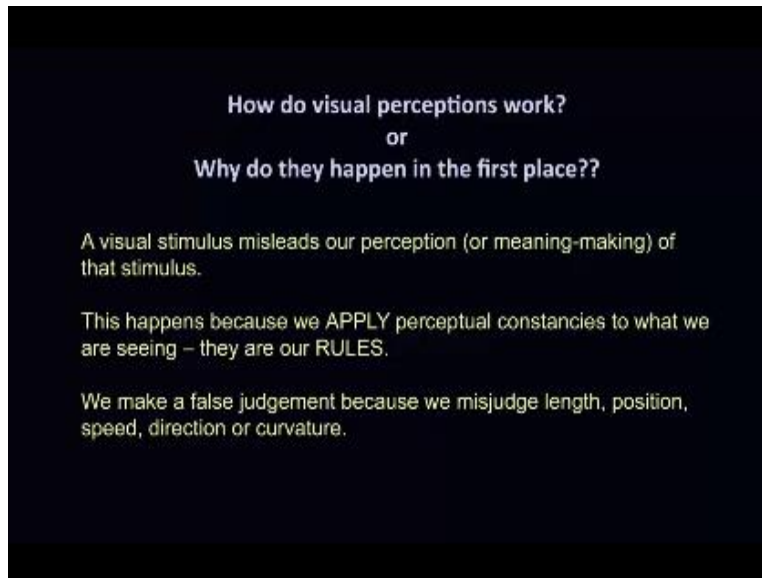 How do visual perceptions work?
or
Why do they happen in the first place??
A visual stimulus misleads our perception (or meaning-making) of
that stimulus.
This happens because we APPLY perceptual constancies to what we
are seeing – they are our RULES.
We make a false judgement because we misjudge length, position,
speed, direction or curvature.